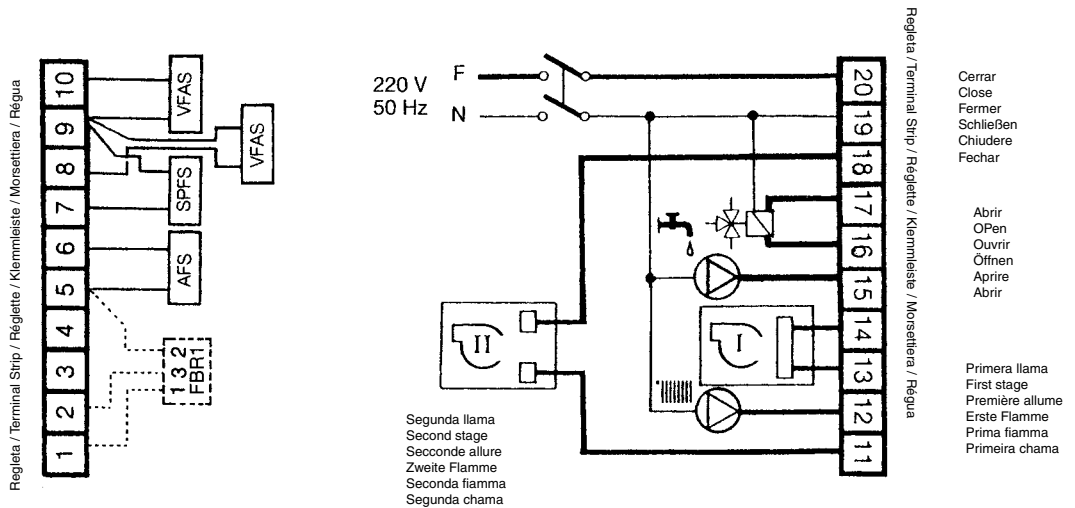 Regleta / Terminal Strip / Réglette / Klemmleiste / Morsettiera / Régua
10
9
8
7
6
5
4
3
2
1
VFAS
VFAS
SPFS
AFS
1 3 2
FBR1
220 V
50 Hz
F
N
II
I
Segunda llama
Second stage
Secconde allure
Zweite Flamme
Seconda fiamma
Segunda chama
20
19
18
17
16
15
14
13
12
11
Regleta /Terminal Strip / Réglette / Klemmleiste / Morsettiera / Régua
Cerrar
Close
Fermer
Schließen
Chiudere
Fechar
Abrir
OPen
Ouvrir
Öffnen
Aprire
Abrir
Primera llama
First stage
Première allume
Erste Flamme
Prima fiamma
Primeira chama